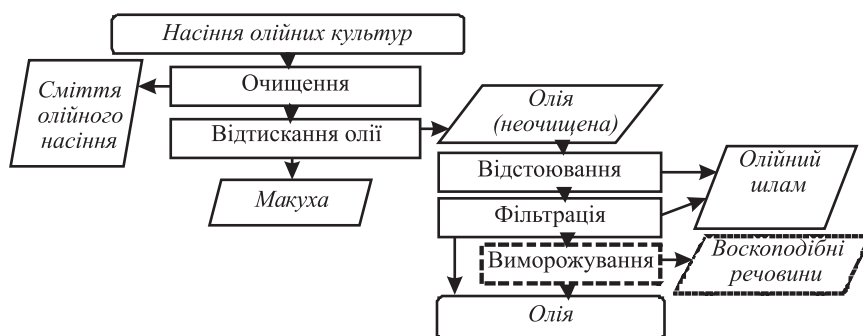 Насіння олійних культур
Очищення
Сміття
олійного
насіння
Відтискання олії
Макуха
Олія
(неочищена)
Відстоювання
Олійний
шлам
Фільтрація
Виморожування
Воскоподібні
речовини
Олія